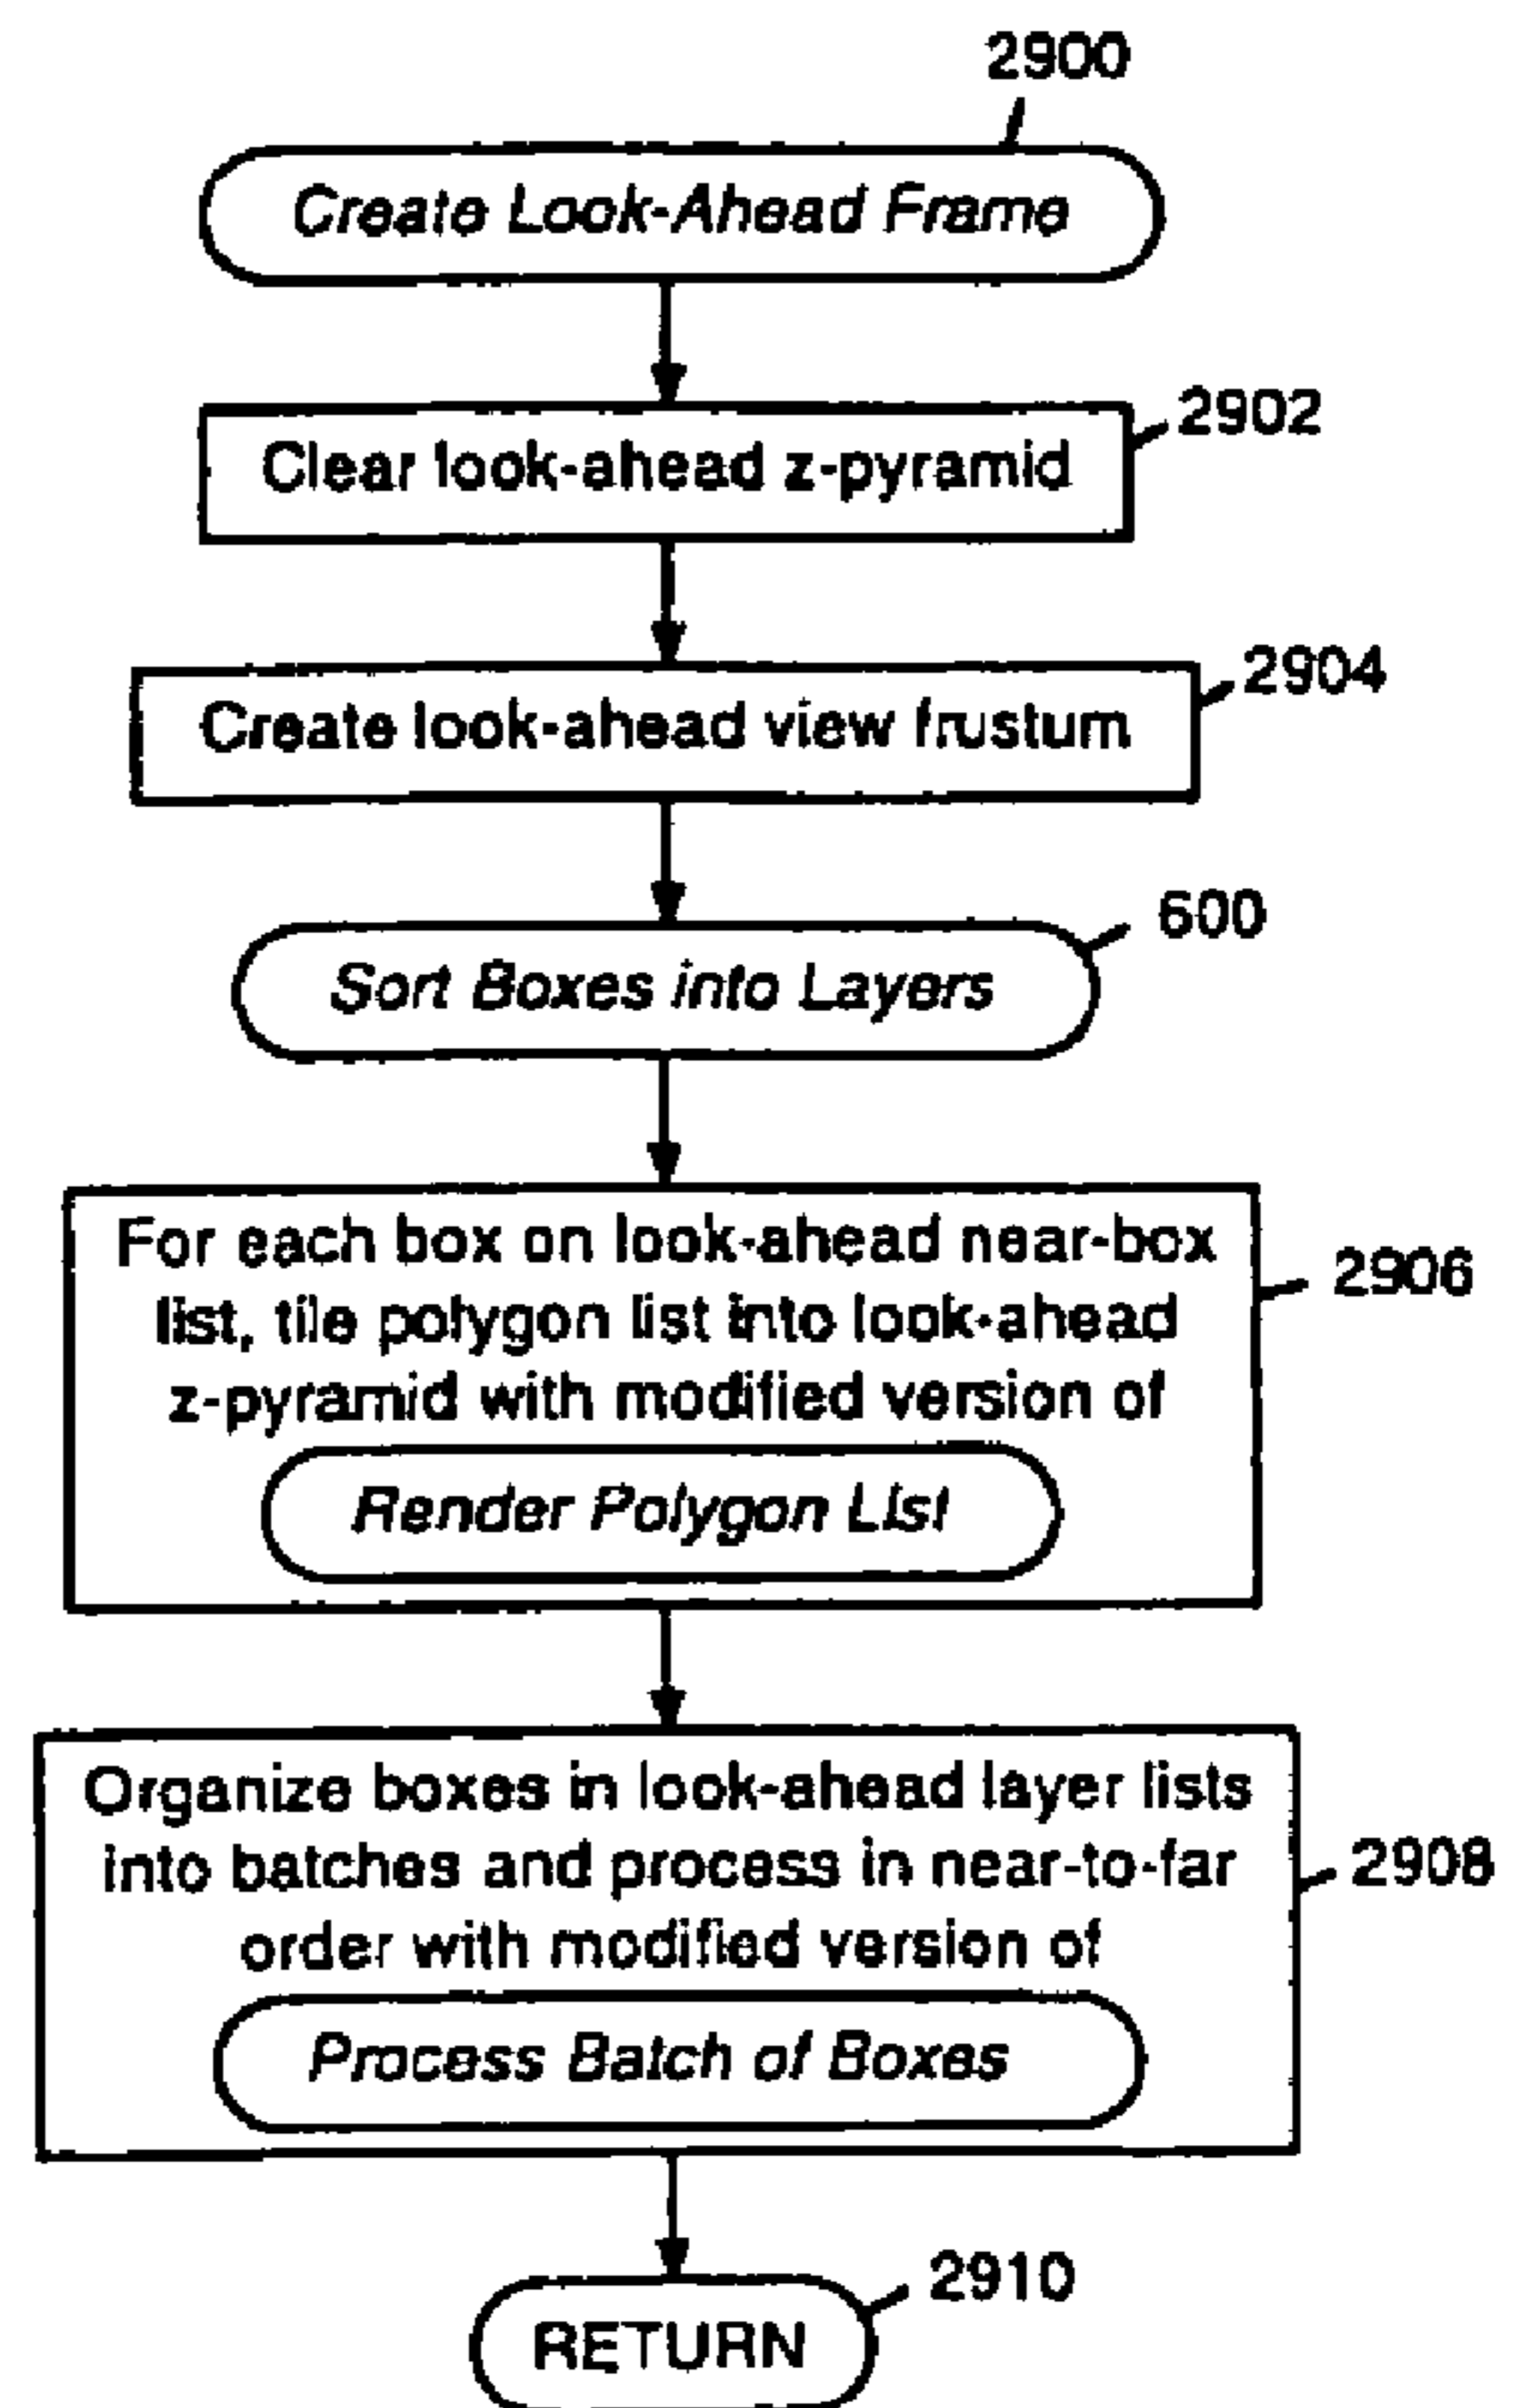 2900
Create Look-Ahead Frame
2902
Clear look-ahead z-pyramid
2904
Create look-ahead view frustum
600
Sort Boxes into Layers
For each box on look-ahead near-box
list, tile polygon list into look-ahead
z-pyramid with modified version of
Render Polygon List
2906
Organize boxes in look-ahead layer lists
into batches and process in near-to-far
order with modified version of
Process Batch of Boxes
2908
2910
RETURN